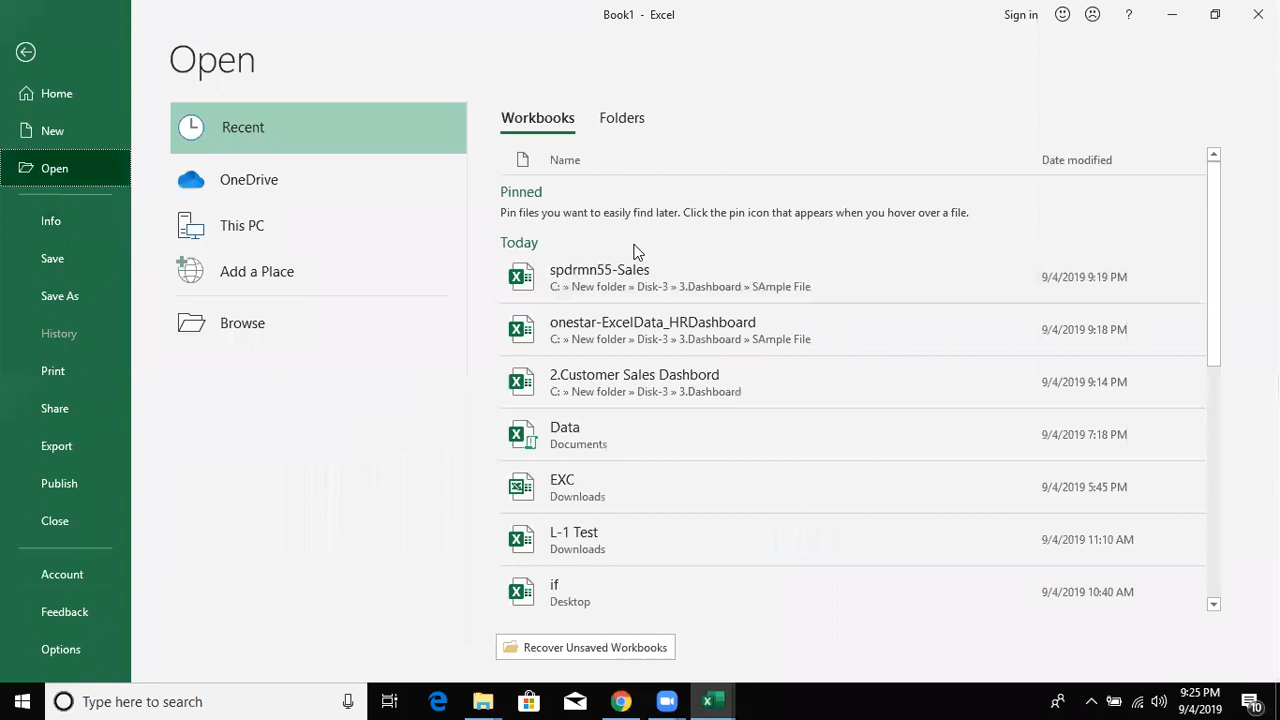 Book1 - Excel
Sign in
?
Open
Home
New
Open
Info
Save
Save As
History
Print
Share
Export
Publish
Close
Account
Feedback
Options
Recent
OneDrive
This PC
Add a Place
Browse
Workbooks Folders
Name Date modified
Pinned
Pin files you want to easily find later. Click the pin icon that appears when you hover over a file.
Today
spdrmn55-Sales
C: » New folder » Disk-3 » 3.Dashboard » SAmple File
9/4/2019 9:19 PM
onestar-ExcelData_HRDashboard
C: » New folder » Disk-3 » 3.Dashboard » SAmple File
9/4/2019 9:18 PM
2.Customer Sales Dashbord
C: » New folder » Disk-3 » 3.Dashboard
9/4/2019 9:14 PM
Data
Documents
9/4/2019 7:18 PM
EXC
Downloads
9/4/2019 5:45 PM
L-1 Test
Downloads
9/4/2019 11:10 AM
if
Desktop
9/4/2019 10:40 AM
Recover Unsaved Workbooks
Type here to search
9:25 PM
9/4/2019
10